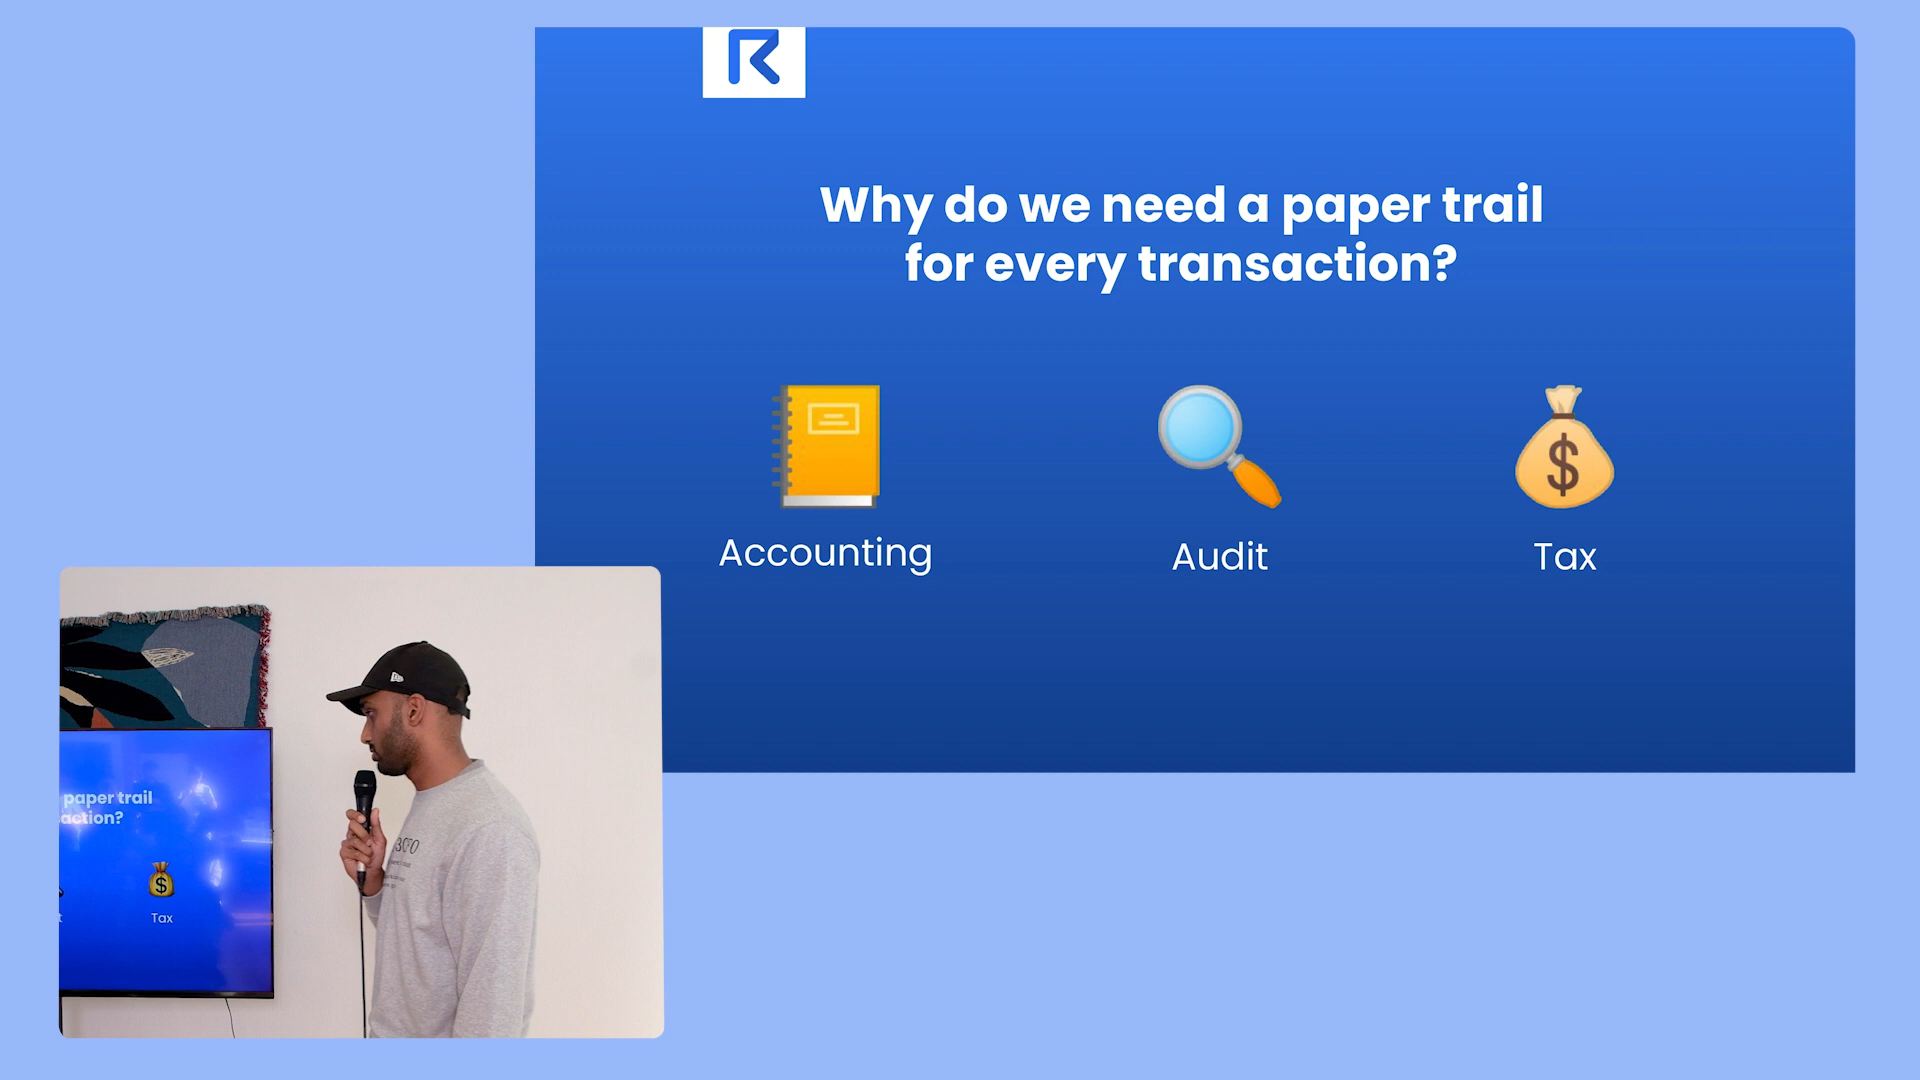 Why do we need a paper trail
for every transaction?
Accounting
Audit
Tax
paper trail
action?
Tax